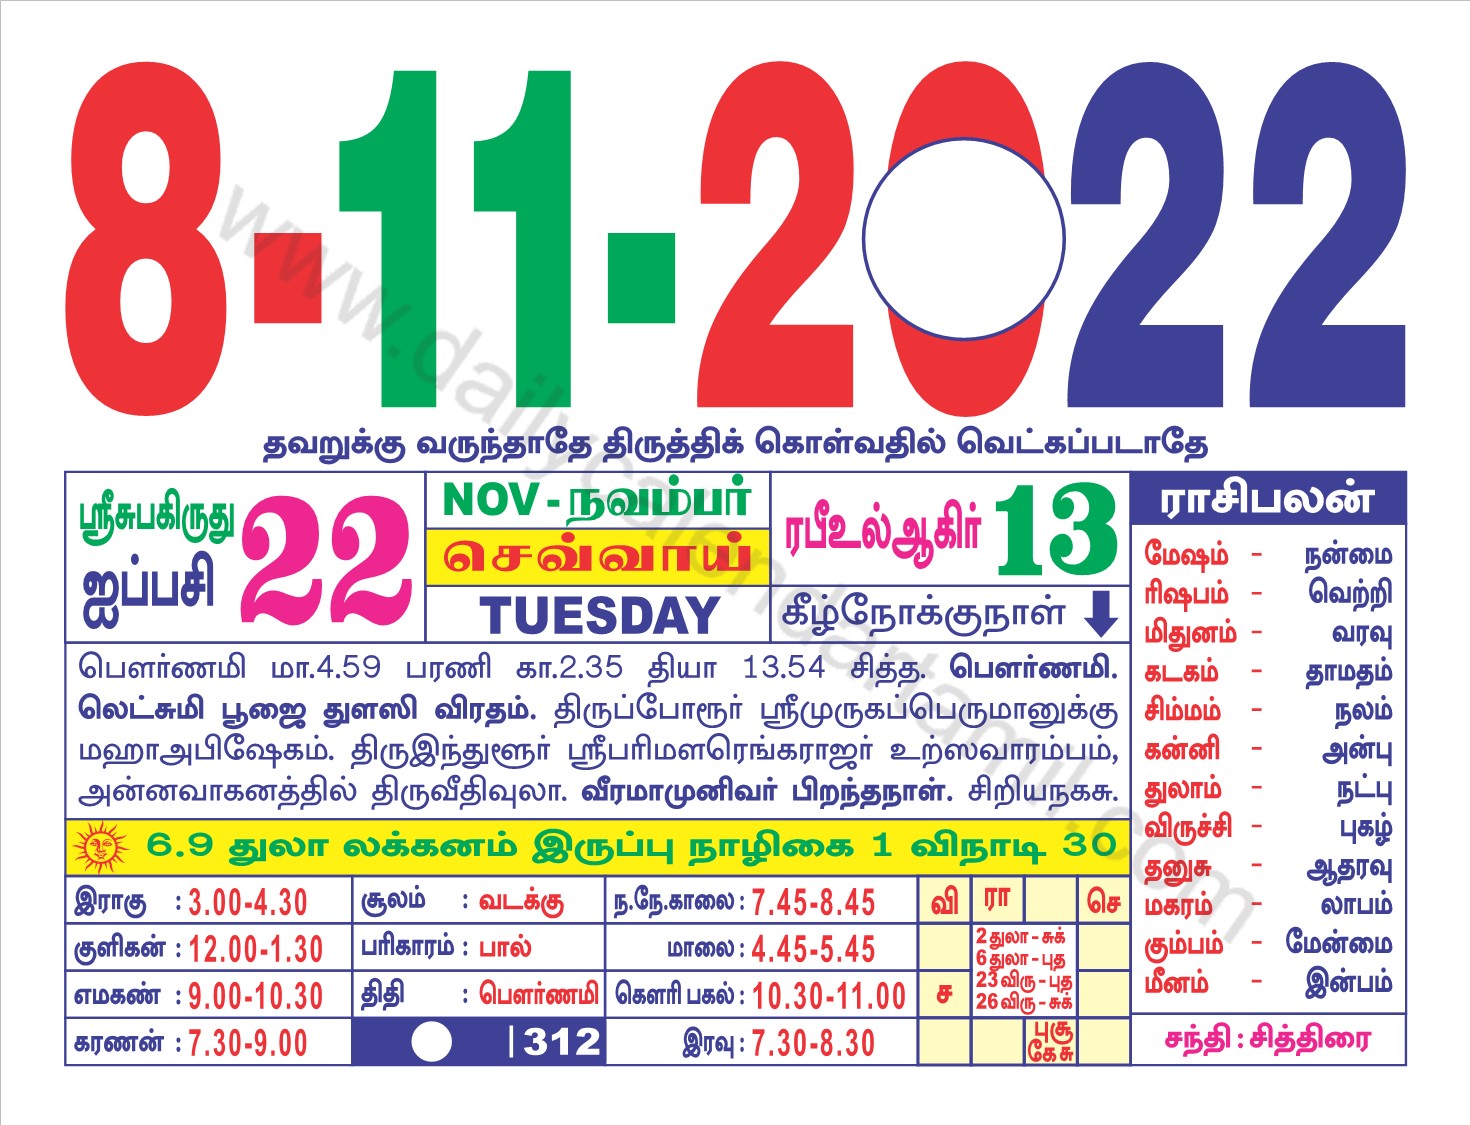 8-11-2022
தவறுக்கு வருந்தாதே திருத்திக் கொள்வதில் வெட்கப்படாதே
ஸ்ரீசுபகிருது
ஐப்பசி
22
NOV - நவம்பர்
செவ்வாய்
TUESDAY
ரபீஉல்ஆகிர் 13
கீழ்நோக்குநாள்
பௌர்ணமி மா.4.59 பரணி கா.2.35 தியா 13.54 சித்த. பௌர்ணமி.
லெட்சுமி பூஜை துளஸி விரதம். திருப்போரூர் ஸ்ரீமுருகப்பெருமானுக்கு
மஹாஅபிஷேகம். திருஇந்துளூர் ஸ்ரீபரிமளரெங்கராஜர் உற்ஸவாரம்பம்,
அன்னவாகனத்தில் திருவீதிவுலா. வீரமாமுனிவர் பிறந்தநாள். சிறியநகசு.
6.9 துலா லக்கனம் இருப்பு நாழிகை 1 விநாடி 30
இராகு : 3.00-4.30
குளிகன் : 12.00-1.30
எமகண் : 9.00-10.30
கரணன் : 7.30-9.00
சூலம் : வடக்கு
பரிகாரம் : பால்
திதி : பௌர்ணமி
312
ந.நே.காலை : 7.45-8.45
மாலை : 4.45-5.45
கௌரி பகல் : 10.30-11.00
இரவு : 7.30-8.30
வி ரா செ
2 துலா - சுக்
6 துலா - புத
23 விரு - புத
26 விரு - சுக்
ச
பூசூ
கேசு
ராசிபலன்
மேஷம் - நன்மை
ரிஷபம் - வெற்றி
மிதுனம் - வரவு
கடகம் - தாமதம்
சிம்மம் - நலம்
கன்னி - அன்பு
துலாம் - நட்பு
விருச்சி - புகழ்
தனுசு - ஆதரவு
மகரம் - லாபம்
கும்பம் - மேன்மை
மீனம் - இன்பம்
சந்தி : சித்திரை
www.dailycalendartamil.com